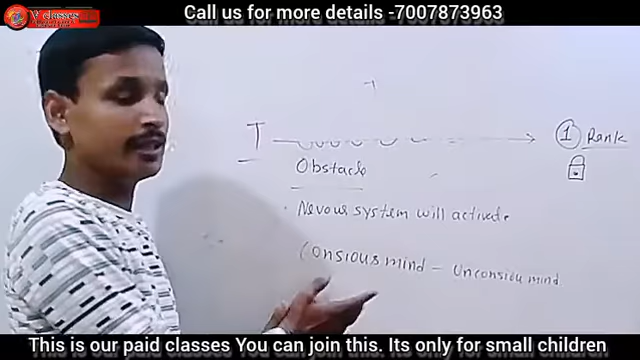 Call us for more details -7007873963
V classes
T
1 Rank
Obstacle
Nevous system will activate
Consious mind - Unconsiou mind
This is our paid classes You can join this. Its only for small children